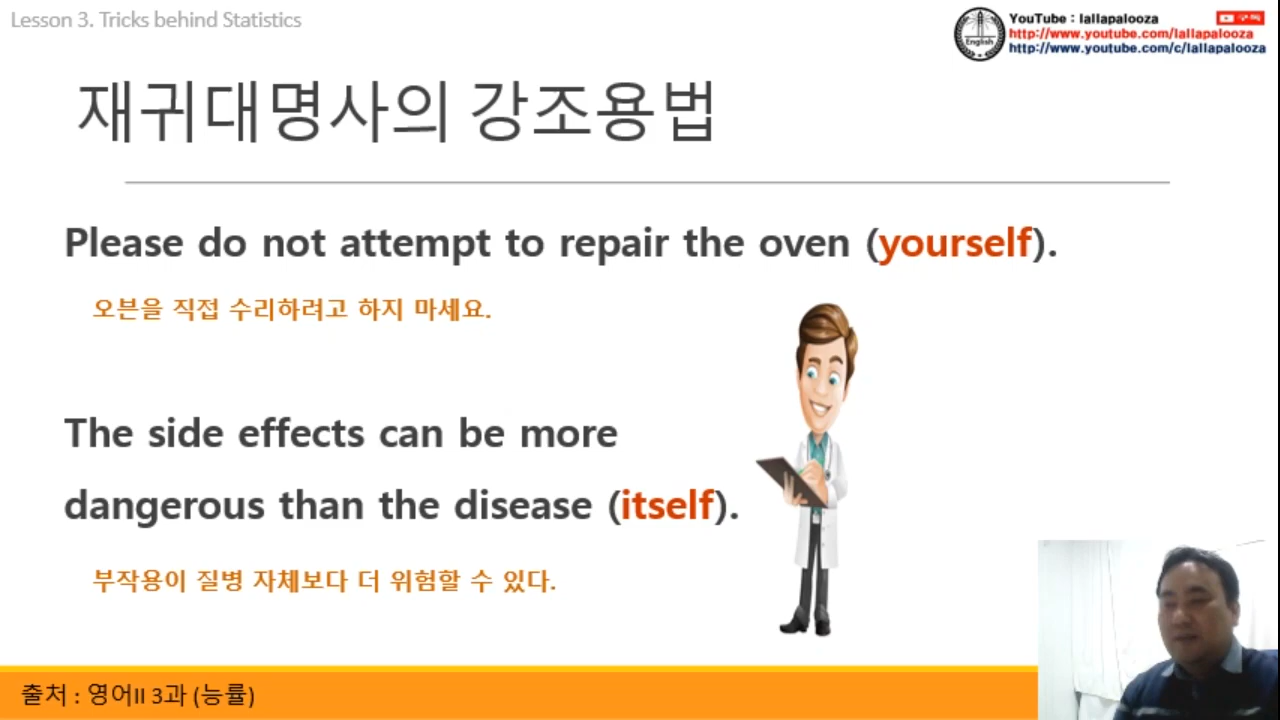 Lesson 3. Tricks behind Statistics
YouTube : lallapalooza
구독
http://www.youtube.com/lallapalooza
http://www.youtube.com/c/lallapalooza
English
재귀대명사의 강조용법
Please do not attempt to repair the oven (yourself).
오븐을 직접 수리하려고 하지 마세요.
The side effects can be more
dangerous than the disease (itself).
부작용이 질병 자체보다 더 위험할 수 있다.
출처 : 영어II 3과 (능률)